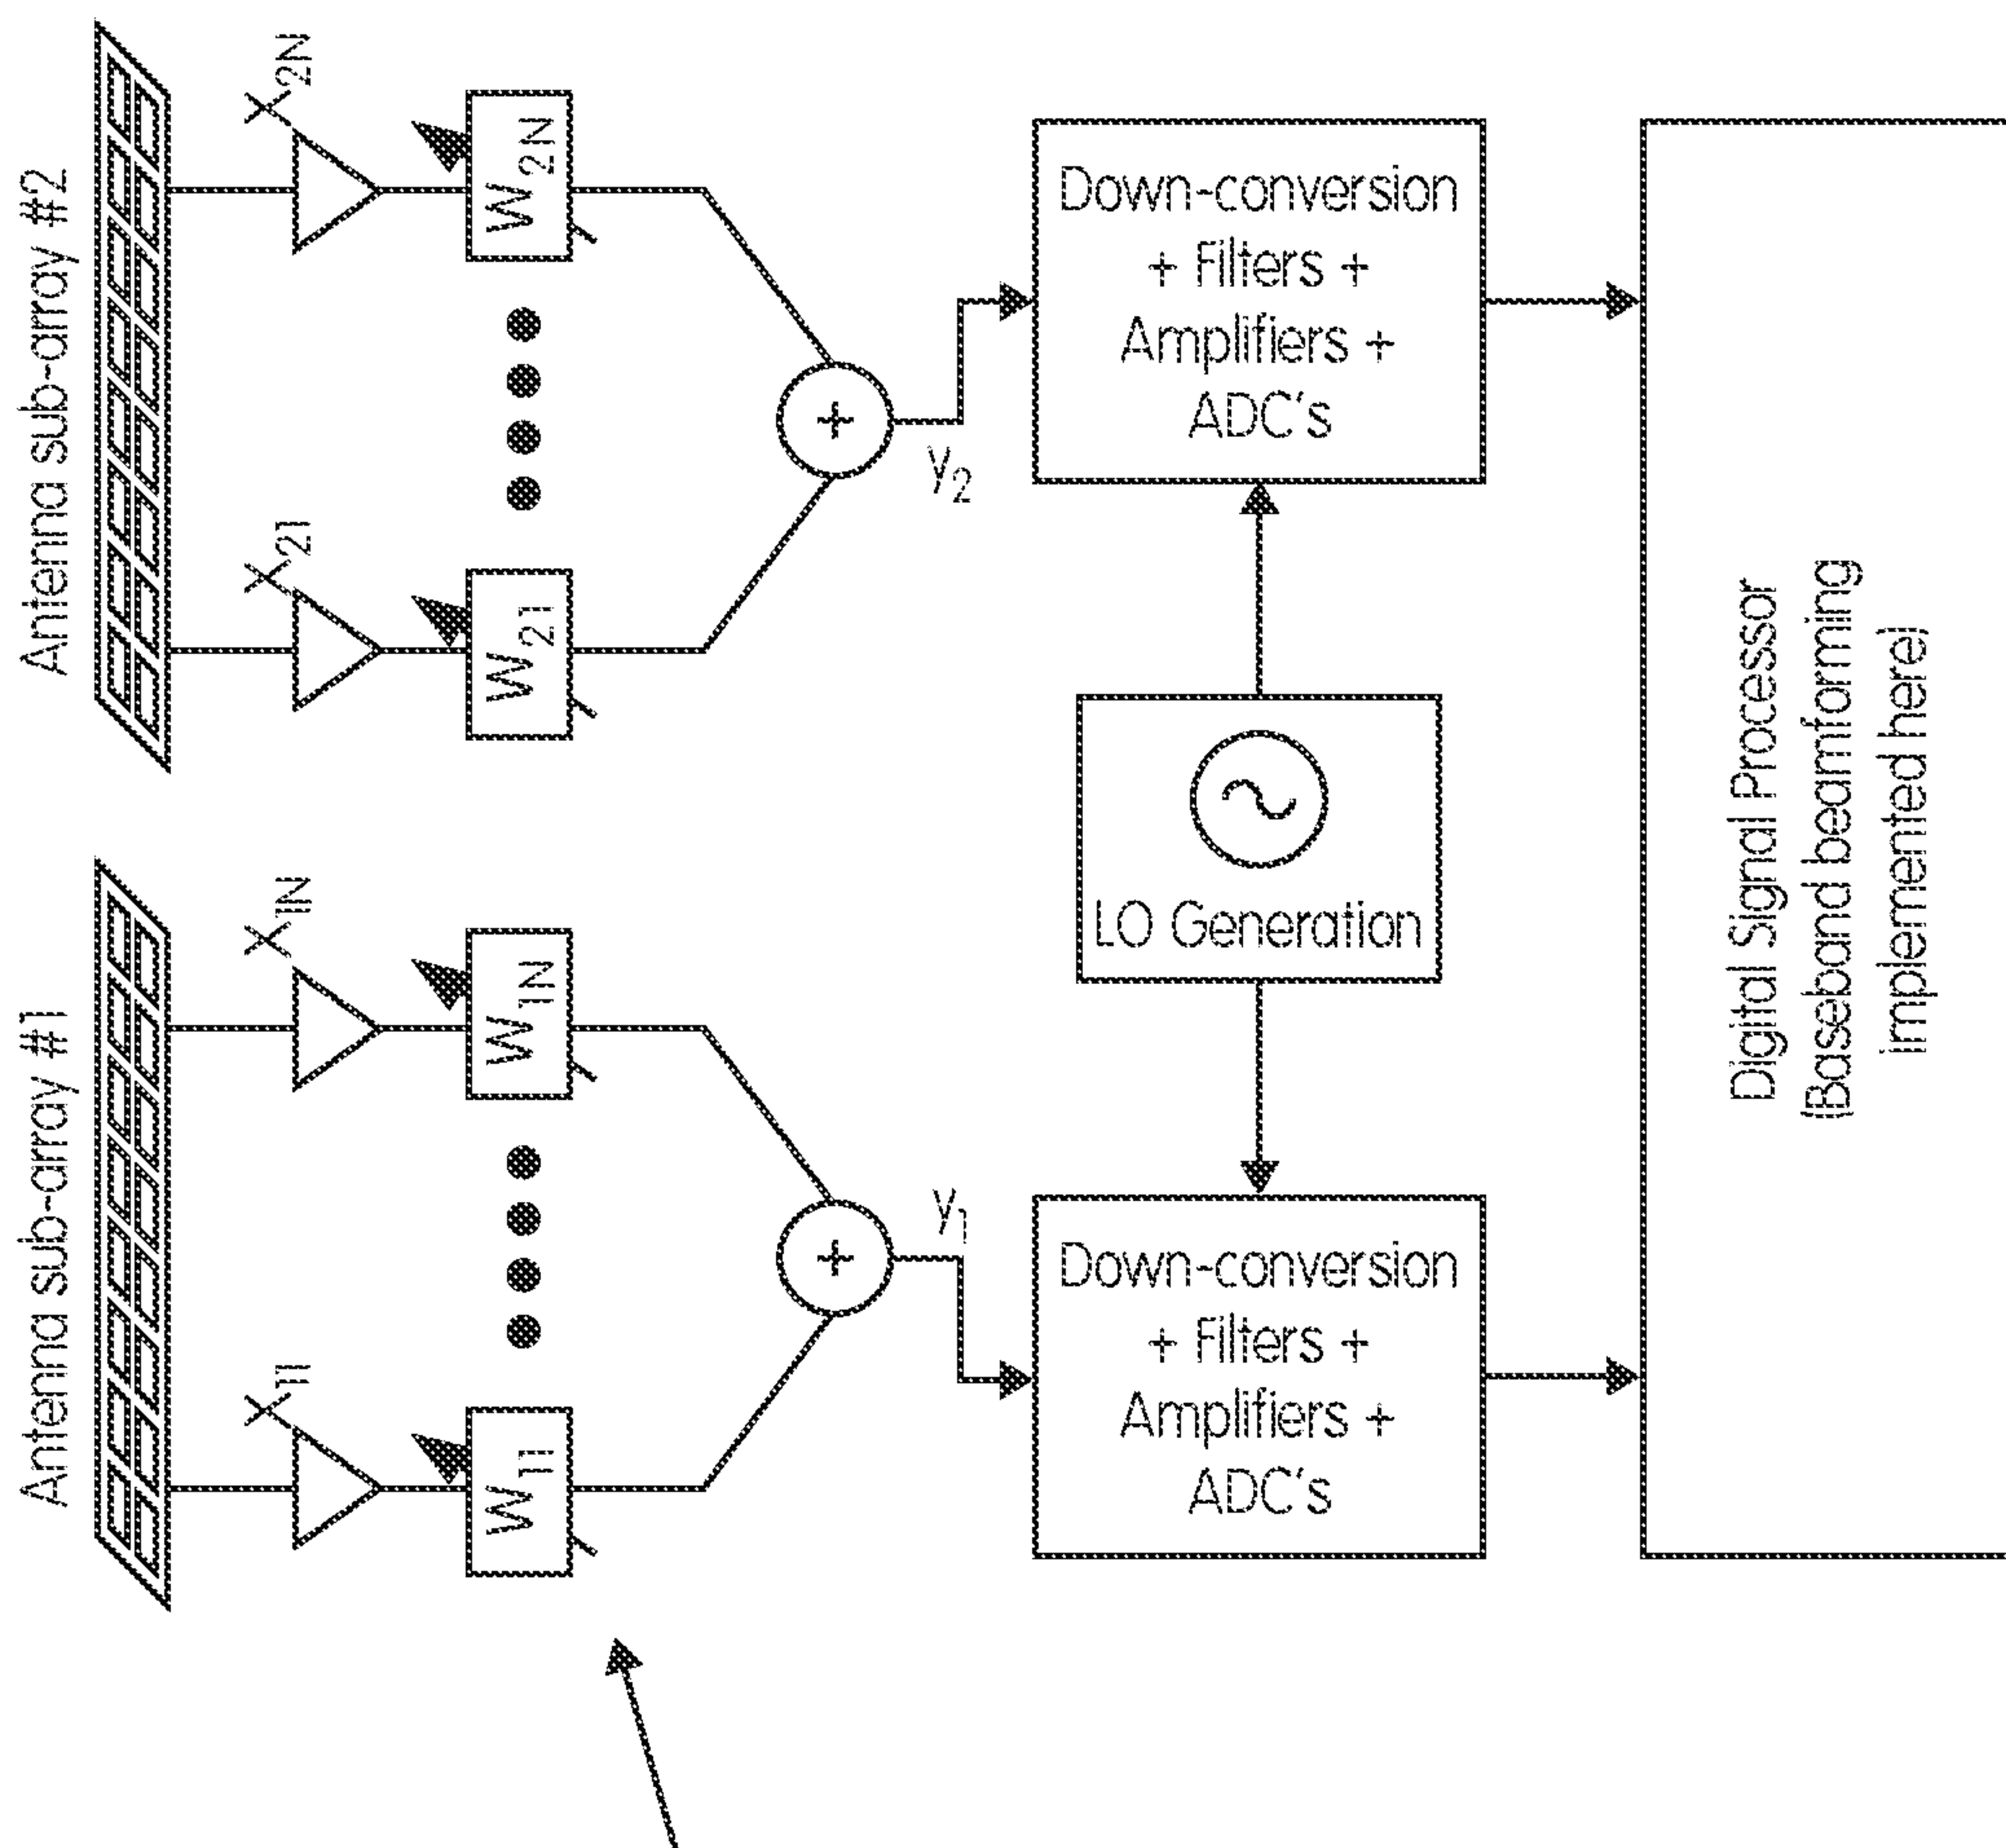 Antenna sub-array #1
X11
X1N
W11
W1N
+
y1
Antenna sub-array #2
X21
X2N
W21
W2N
+
y2
Down-conversion
+ Filters +
Amplifiers +
ADC's
LO Generation
Down-conversion
+ Filters +
Amplifiers +
ADC's
Digital Signal Processor
(Baseband beamforming
implemented here)